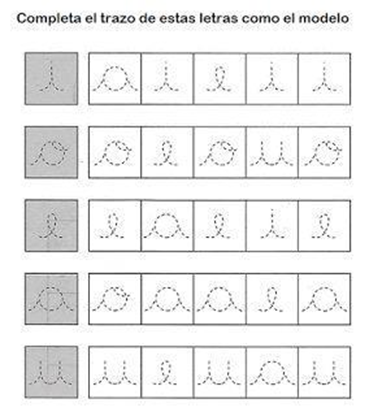 Completa el trazo de estas letras como el modelo
i a i e i i
o o e o u o
e e a e i e
a o a a e a
u u e u a u